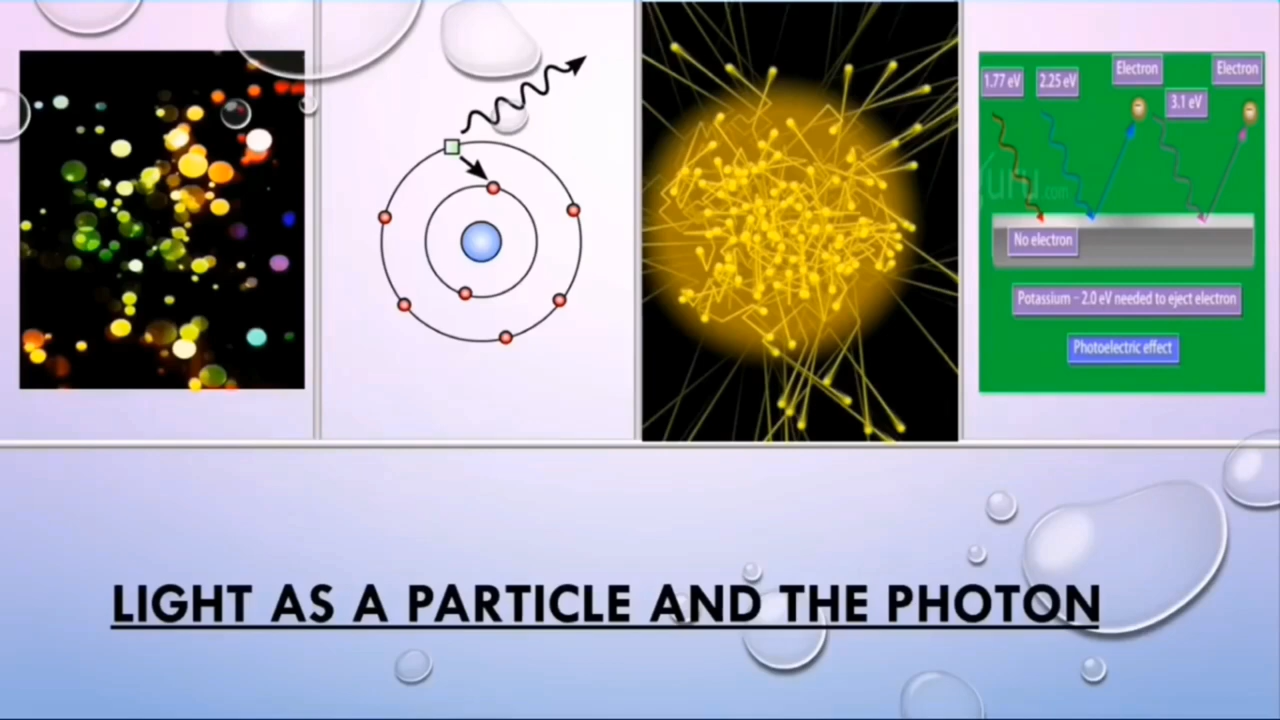 1.77 eV
2.25 eV
Electron
3.1 eV
Electron
.com
No electron
Potassium - 2.0 eV needed to eject electron
Photoelectric effect
LIGHT AS A PARTICLE AND THE PHOTON